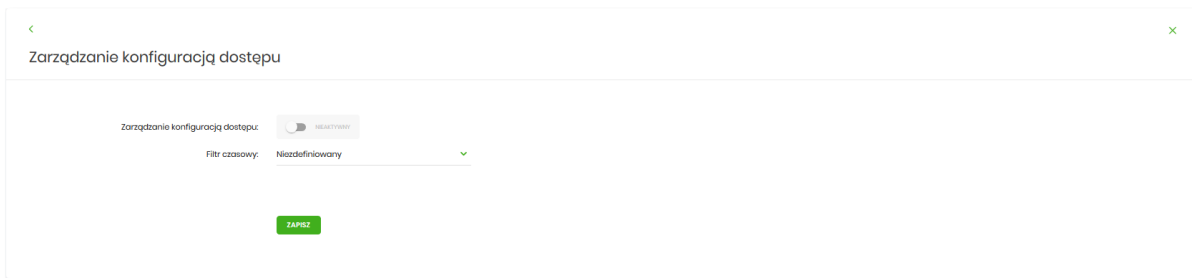 Zarządzanie konfiguracją dostępu
Zarządzanie konfiguracją dostępu: NIEAKTYWNY
Filtr czasowy: Niezdefiniowany
ZAPISZ